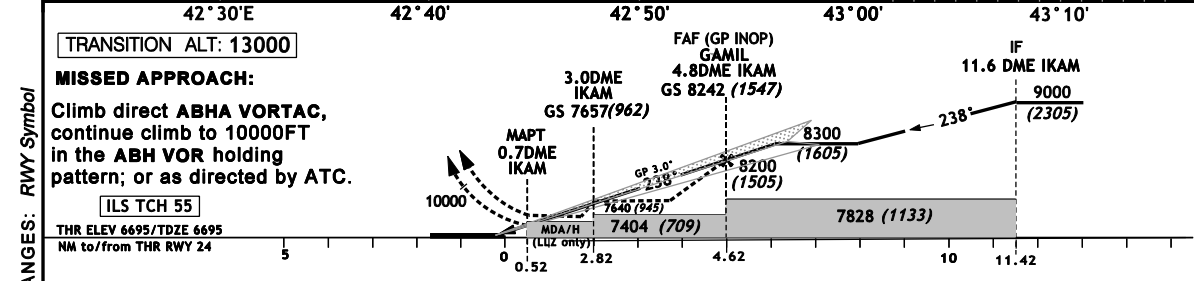 42°30'E 42°40' 42°50' 43°00' 43°10'
TRANSITION ALT: 13000
MISSED APPROACH:
Climb direct ABHA VORTAC,
continue climb to 10000FT
in the ABH VOR holding
pattern; or as directed by ATC.
ILS TCH 55
THR ELEV 6695/TDZE 6695
NM to/from THR RWY 24
ANGES: RWY Symbol
10000
MAPT
0.7DME
IKAM
3.0DME
IKAM
GS 7657(962)
FAF (GP INOP)
GAMIL
4.8DME IKAM
GS 8242 (1547)
IF
11.6 DME IKAM
9000
(2305)
238°
8300
(1605)
GP 3.0°
238°
8200
(1505)
7640 (945)
MDA/H
(LLZ only)
7404 (709)
7828 (1133)
5 0 10
0.52 2.82 4.62 11.42